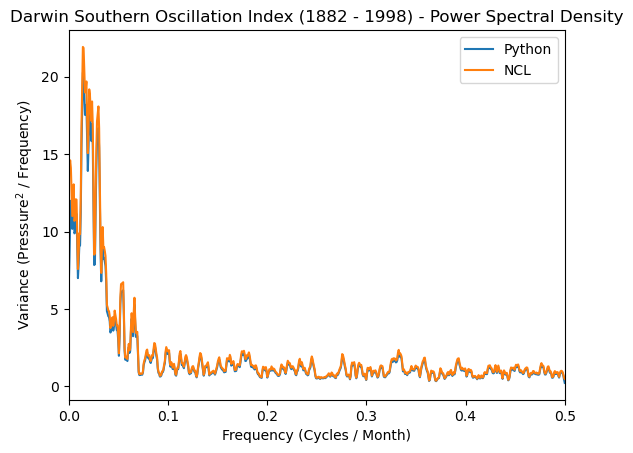 Darwin Southern Oscillation Index (1882 - 1998) - Power Spectral Density
Python
NCL
Variance (Pressure² / Frequency)
20
15
10
5
0
0.0 0.1 0.2 0.3 0.4 0.5
Frequency (Cycles / Month)